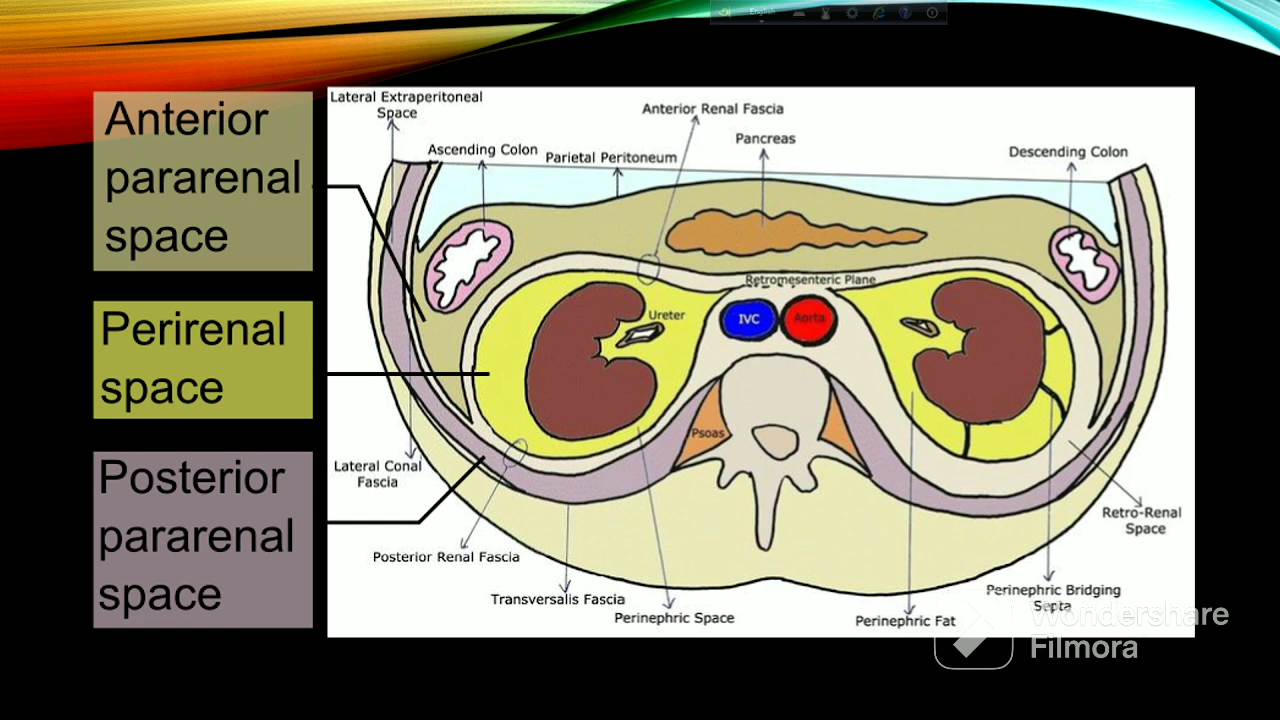 English
Anterior
pararenal
space
Perirenal
space
Posterior
pararenal
space
Lateral Extraperitoneal
Space
Anterior Renal Fascia
Pancreas
Ascending Colon
Parietal Peritoneum
Descending Colon
Retromesenteric Plane
Ureter
IVC
Aorta
Psoas
Lateral Conal
Fascia
Retro-Renal
Space
Posterior Renal Fascia
Transversalis Fascia
Perinephric Space
Perinephric Fat
Perinephric Bridging
Septa
Wondershare
Filmora